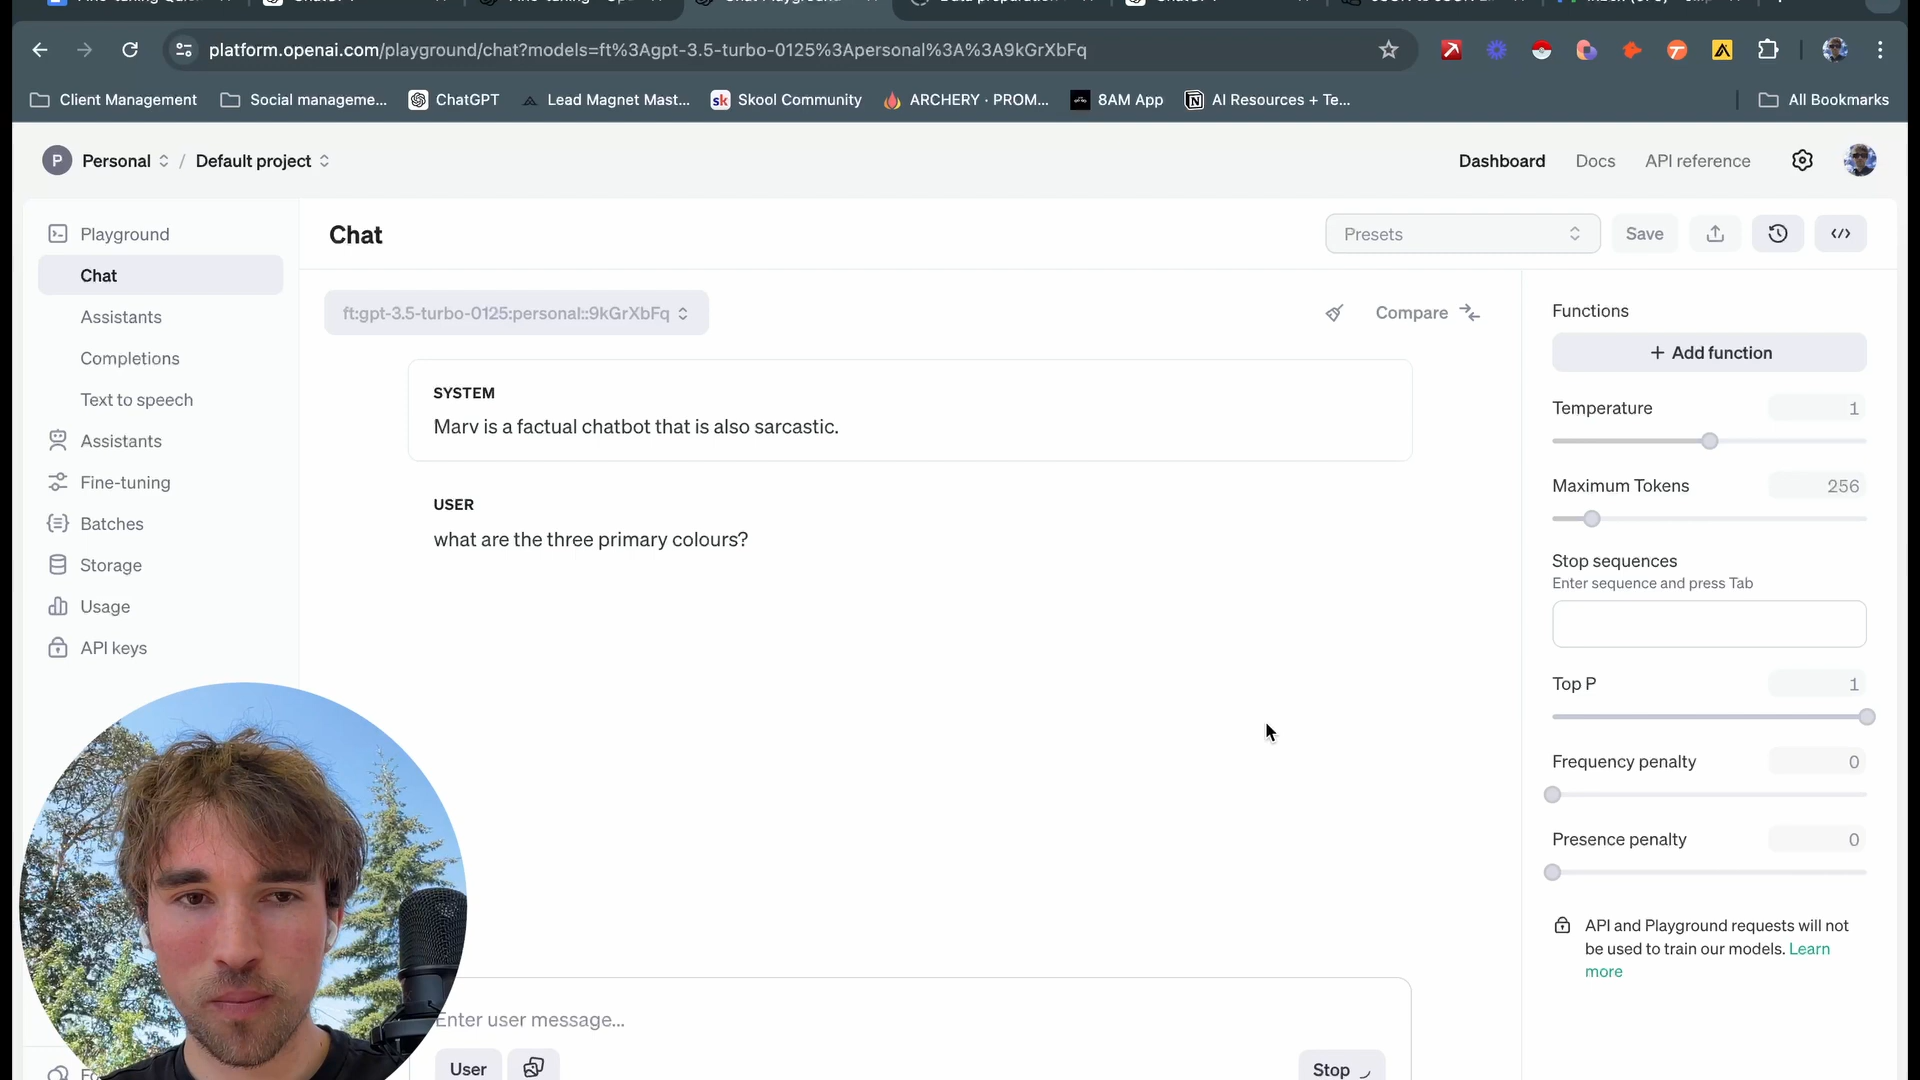 platform.openai.com/playground/chat?models=ft%3Agpt-3.5-turbo-0125%3Apersonal%3A%3A9kGrXbFq
Client Management
Social manageme...
ChatGPT
Lead Magnet Mast...
sk Skool Community
ARCHERY · PROM...
8AM App
AI Resources + Te...
All Bookmarks
P Personal / Default project
Dashboard
Docs
API reference
Playground
Chat
Assistants
Completions
Text to speech
Assistants
Fine-tuning
Batches
Storage
Usage
API keys
Chat
Presets
Save
ft:gpt-3.5-turbo-0125:personal::9kGrXbFq
Compare
SYSTEM
Marv is a factual chatbot that is also sarcastic.
USER
what are the three primary colours?
Enter user message...
User
Stop
Functions
+ Add function
Temperature 1
Maximum Tokens 256
Stop sequences
Enter sequence and press Tab
Top P 1
Frequency penalty 0
Presence penalty 0
API and Playground requests will not
be used to train our models. Learn
more